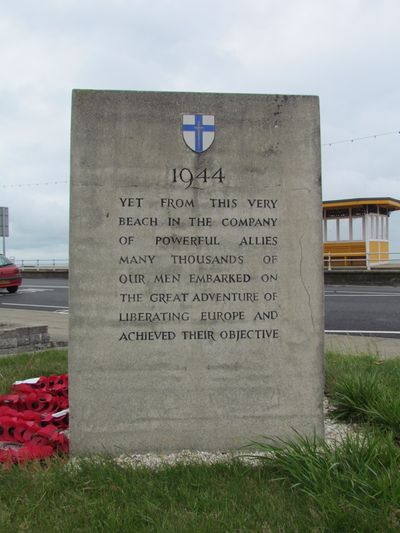 1944
YET FROM THIS VERY
BEACH IN THE COMPANY
OF POWERFUL ALLIES
MANY THOUSANDS OF
OUR MEN EMBARKED ON
THE GREAT ADVENTURE OF
LIBERATING EUROPE AND
ACHIEVED THEIR OBJECTIVE